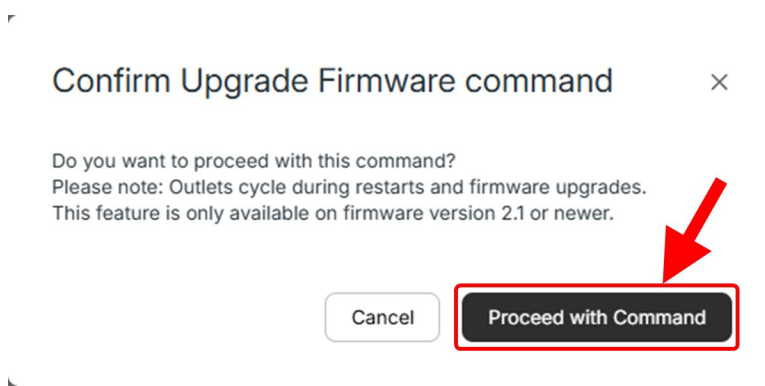 Confirm Upgrade Firmware command
Do you want to proceed with this command?
Please note: Outlets cycle during restarts and firmware upgrades.
This feature is only available on firmware version 2.1 or newer.
Cancel
Proceed with Command